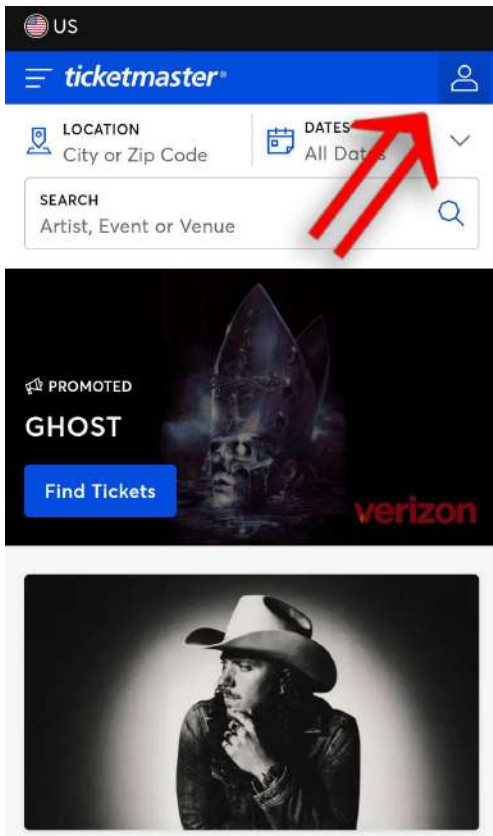 US
ticketmaster®
LOCATION
City or Zip Code
DATES
All Dates
SEARCH
Artist, Event or Venue
PROMOTED
GHOST
Find Tickets
verizon